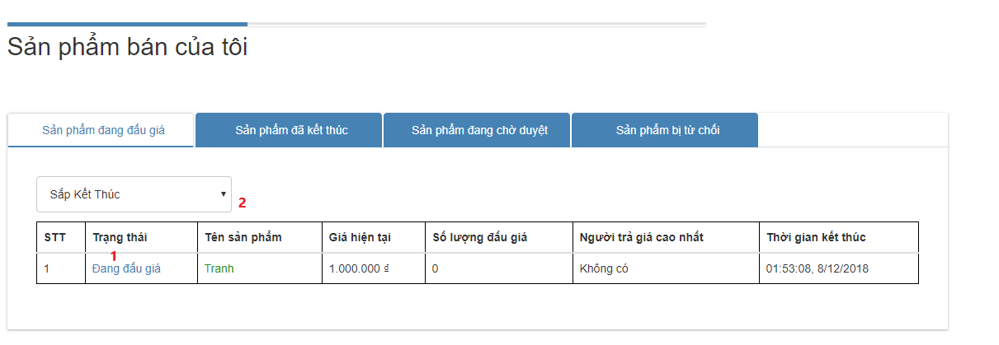 Sản phẩm bán của tôi
Sản phẩm đang đấu giá Sản phẩm đã kết thúc Sản phẩm đang chờ duyệt Sản phẩm bị từ chối
Sắp Kết Thúc 2
STT Trạng thái Tên sản phẩm Giá hiện tại Số lượng đấu giá Người trả giá cao nhất Thời gian kết thúc
1
1 Đang đấu giá Tranh 1.000.000 ₫ 0 Không có 01:53:08, 8/12/2018